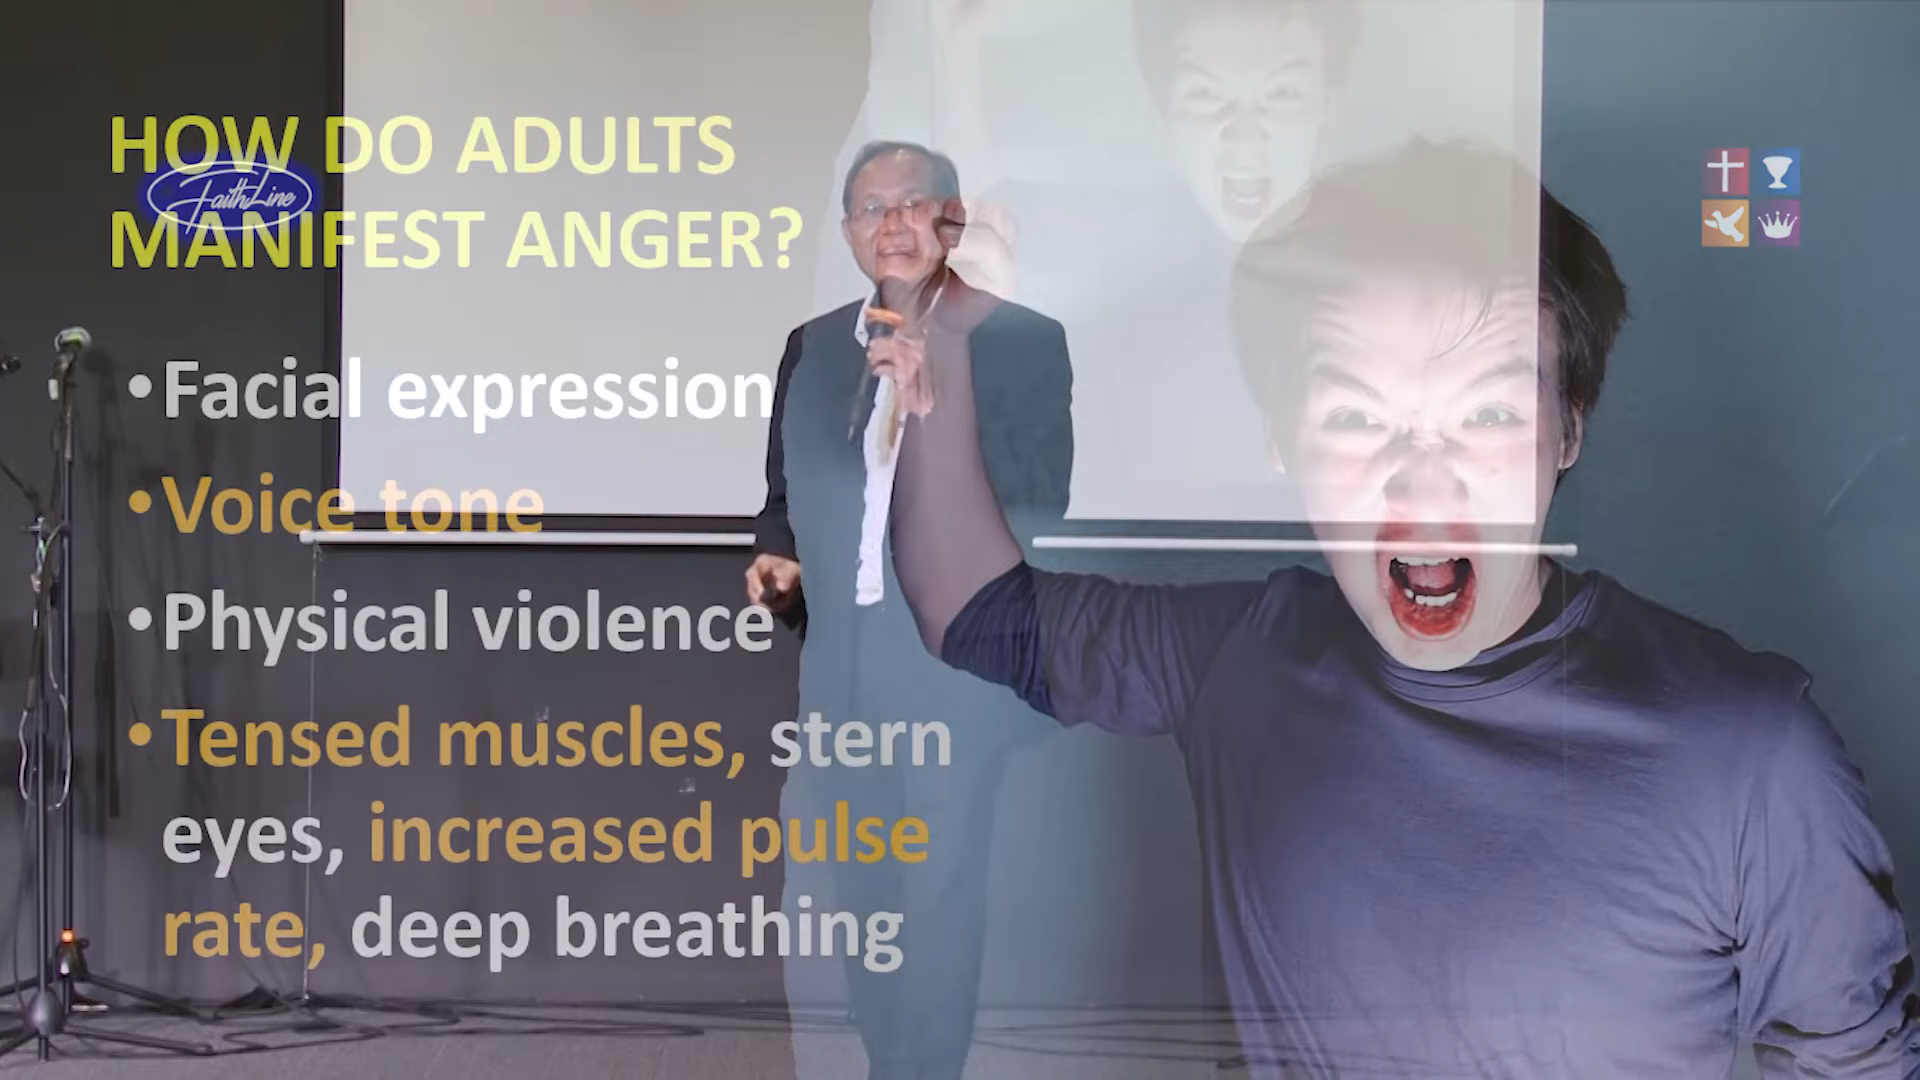 HOW DO ADULTS
MANIFEST ANGER?
FaithLine
•Facial expression
•Voice tone
•Physical violence
•Tensed muscles, stern
eyes, increased pulse
rate, deep breathing